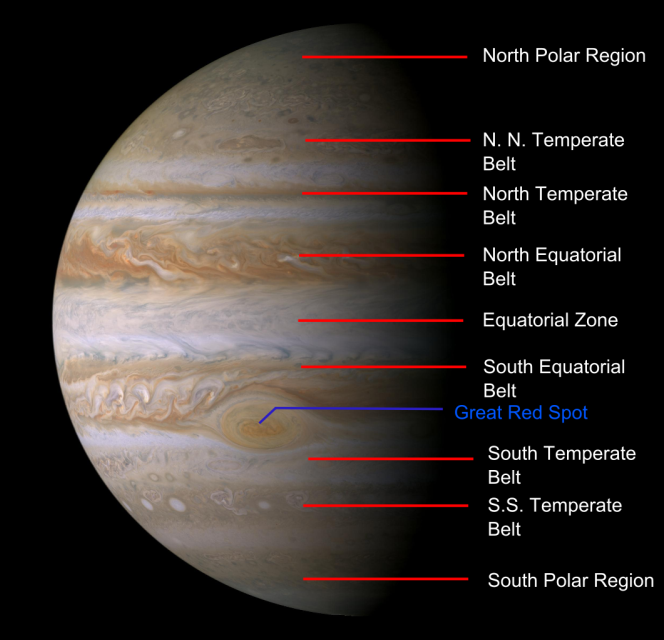 North Polar Region
N. N. Temperate
Belt
North Temperate
Belt
North Equatorial
Belt
Equatorial Zone
South Equatorial
Belt
Great Red Spot
South Temperate
Belt
S.S. Temperate
Belt
South Polar Region